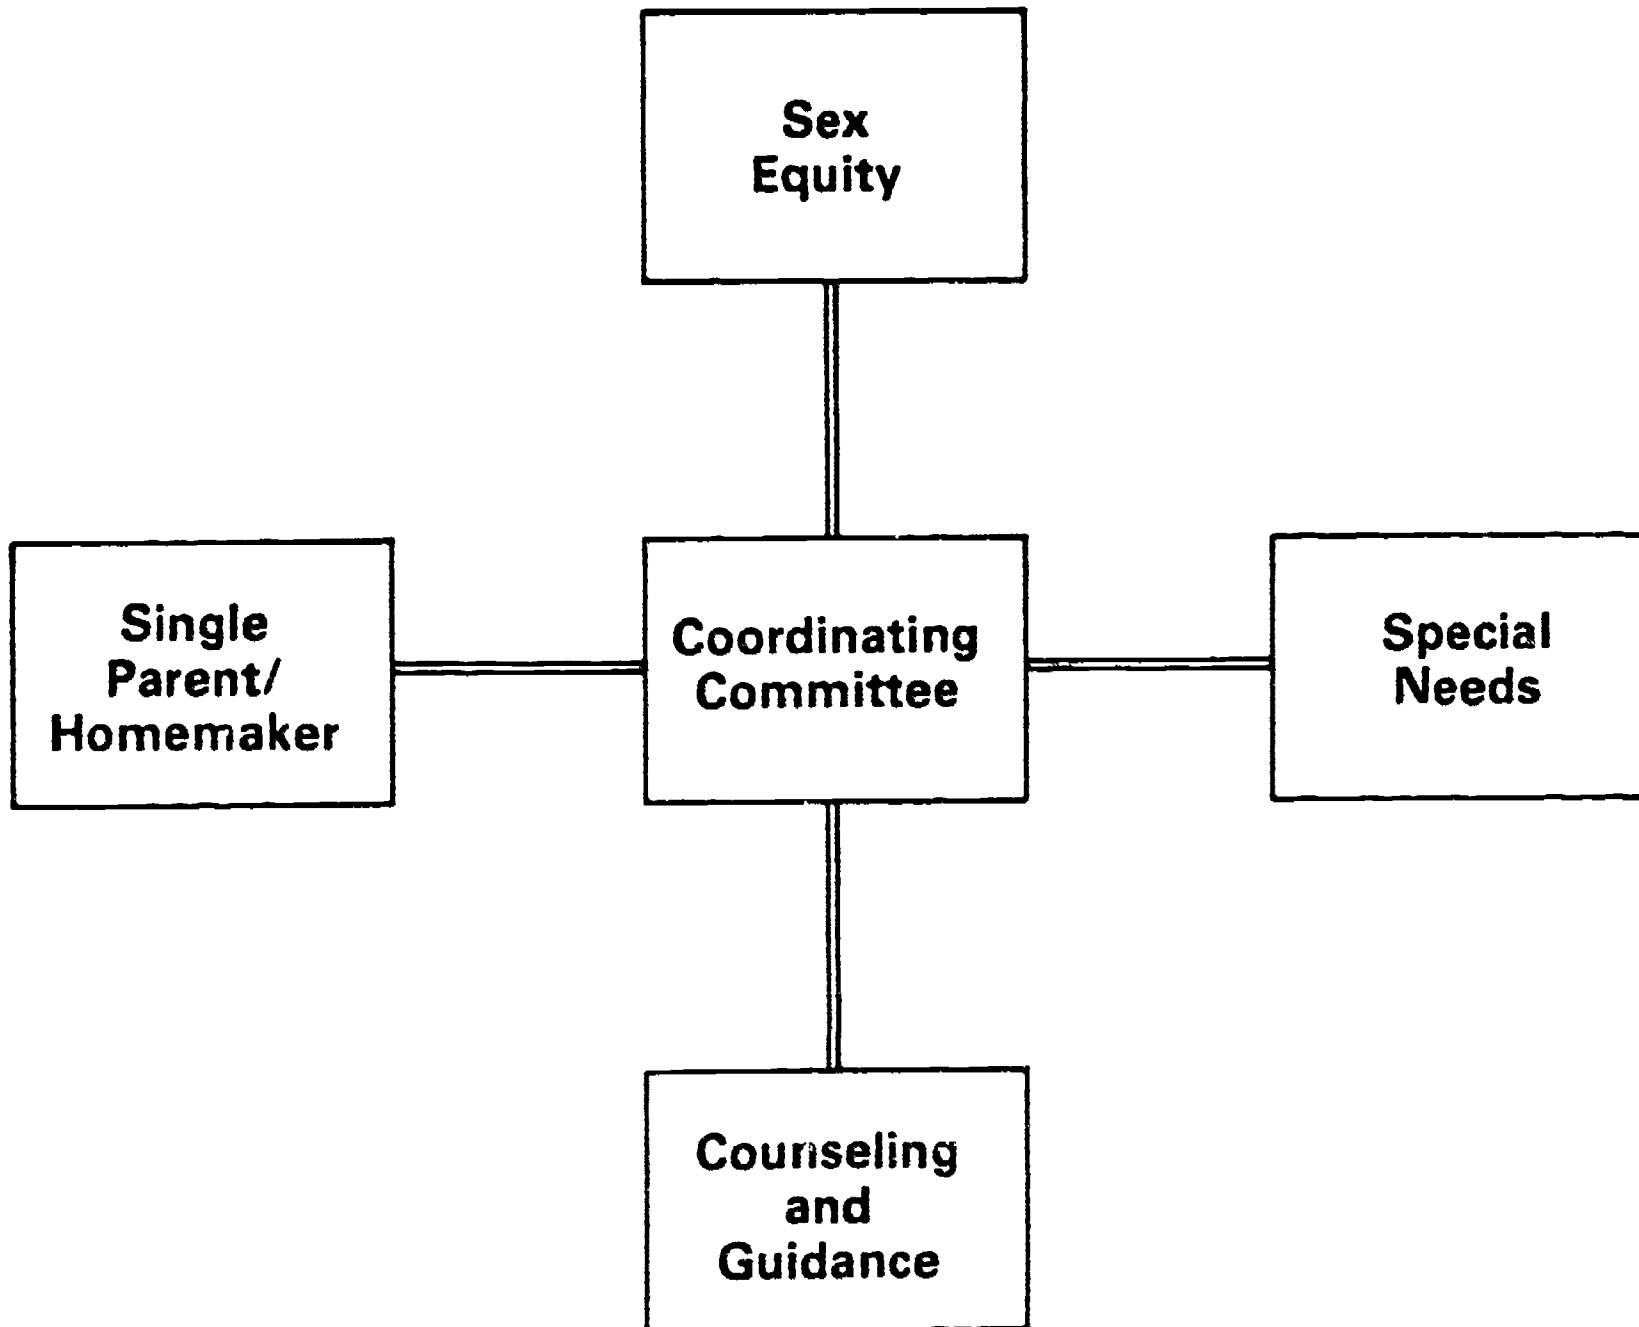 Sex
Equity
Single
Parent/
Homemaker
Coordinating
Committee
Special
Needs
Counseling
and
Guidance